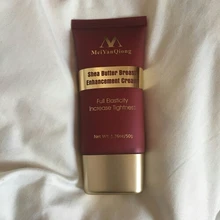 MeiYanQiong
Shea Butter Breast
Enhancement Cream
Full Elasticity
Increase Tightness